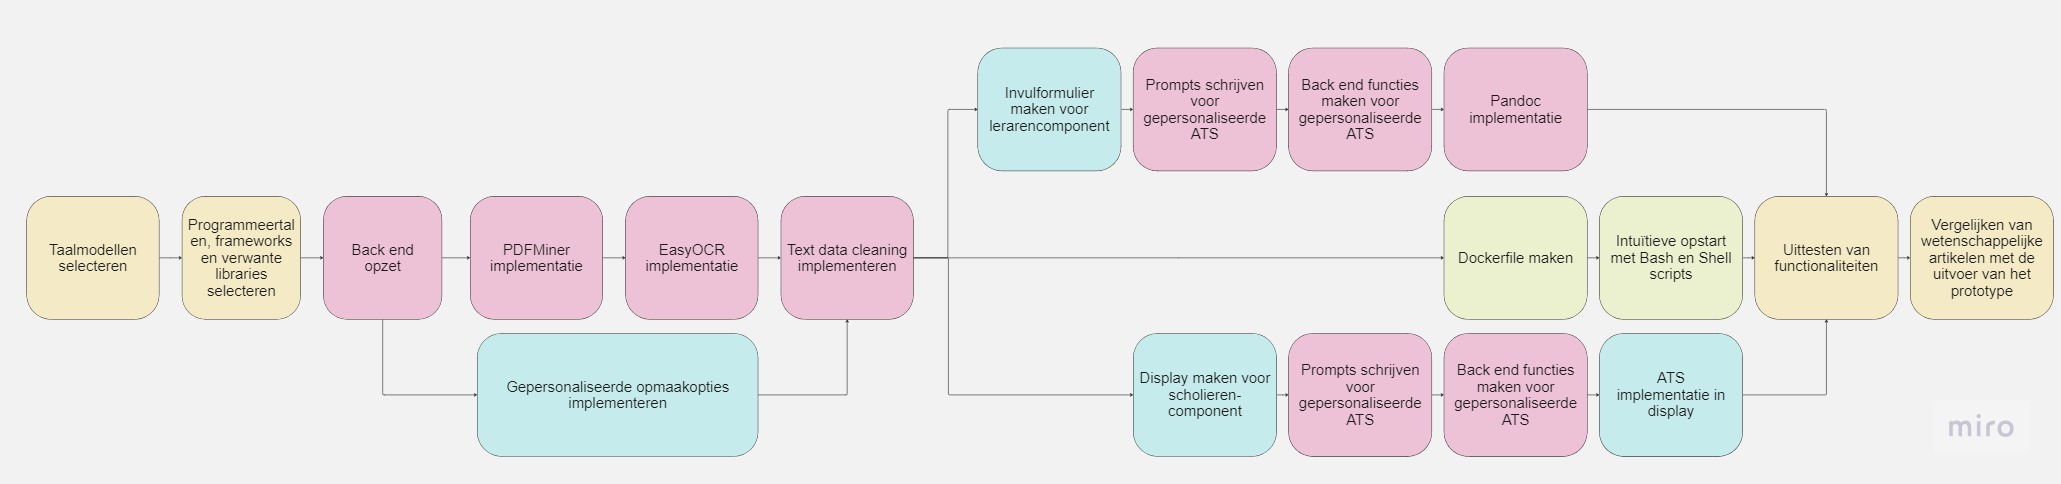 Taalmodellen
selecteren
Programmeertal
en, frameworks
en verwante
libraries
selecteren
Back end
opzet
PDFMiner
implementatie
EasyOCR
implementatie
Text data cleaning
implementeren
Gepersonaliseerde opmaakopties
implementeren
Invulformulier
maken voor
lerarencomponent
Prompts schrijven
voor
gepersonaliseerde
ATS
Back end functies
maken voor
gepersonaliseerde
ATS
Pandoc
implementatie
Dockerfile maken
Intuïtieve opstart
met Bash en Shell
scripts
Display maken voor
scholieren-
component
Prompts schrijven
voor
gepersonaliseerde
ATS
Back end functies
maken voor
gepersonaliseerde
ATS
ATS
implementatie in
display
Uittesten van
functionaliteiten
Vergelijken van
wetenschappelijke
artikelen met de
uitvoer van het
prototype
miro